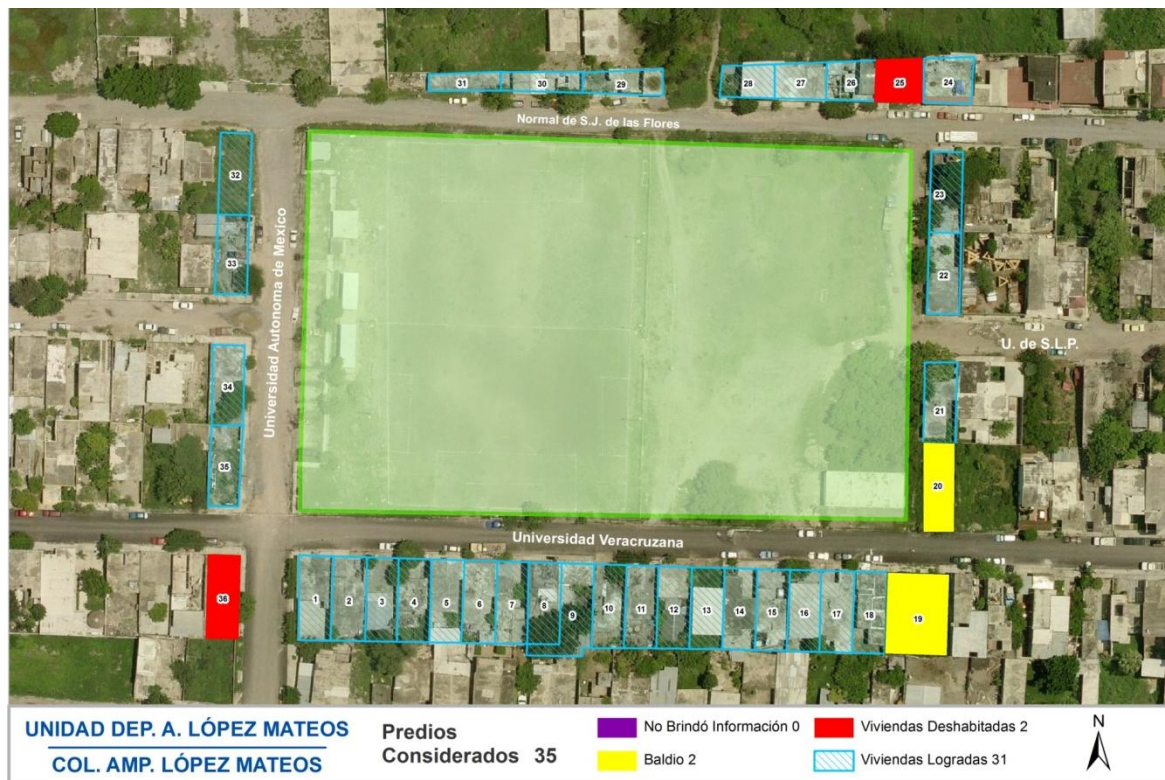 31
30
29
28
27
26
25
24
Normal de S.J. de las Flores
32
33
23
22
Universidad Autonoma de Mexico
U. de S.L.P.
34
35
21
20
Universidad Veracruzana
36
1
2
3
4
5
6
7
8
9
10
11
12
13
14
15
16
17
18
19
UNIDAD DEP. A. LÓPEZ MATEOS
COL. AMP. LÓPEZ MATEOS
Predios
Considerados 35
No Brindó Información 0
Baldio 2
Viviendas Deshabitadas 2
Viviendas Logradas 31
N